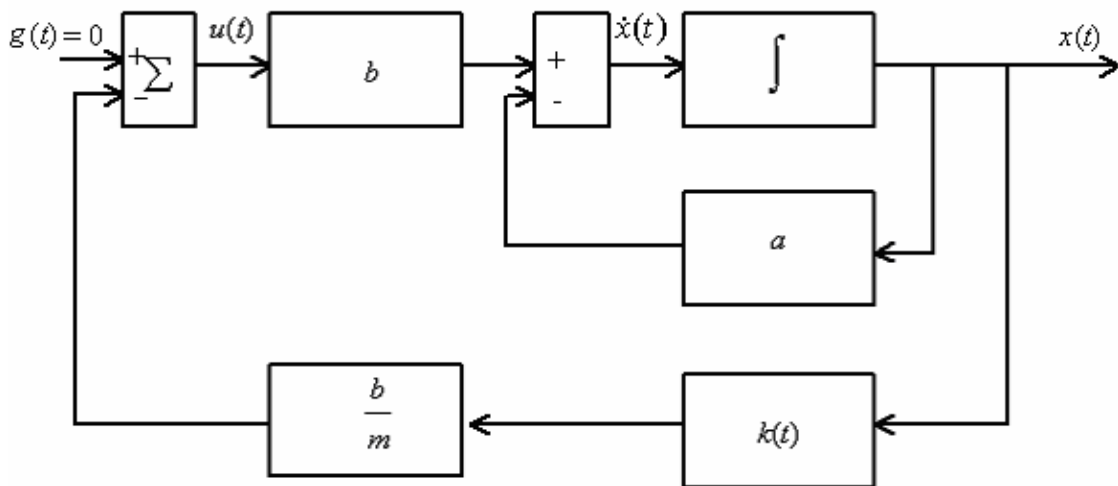 g(t)=0
u(t)
ẋ(t)
x(t)
+
Σ
−
b
+
-
∫
a
b
m
k(t)